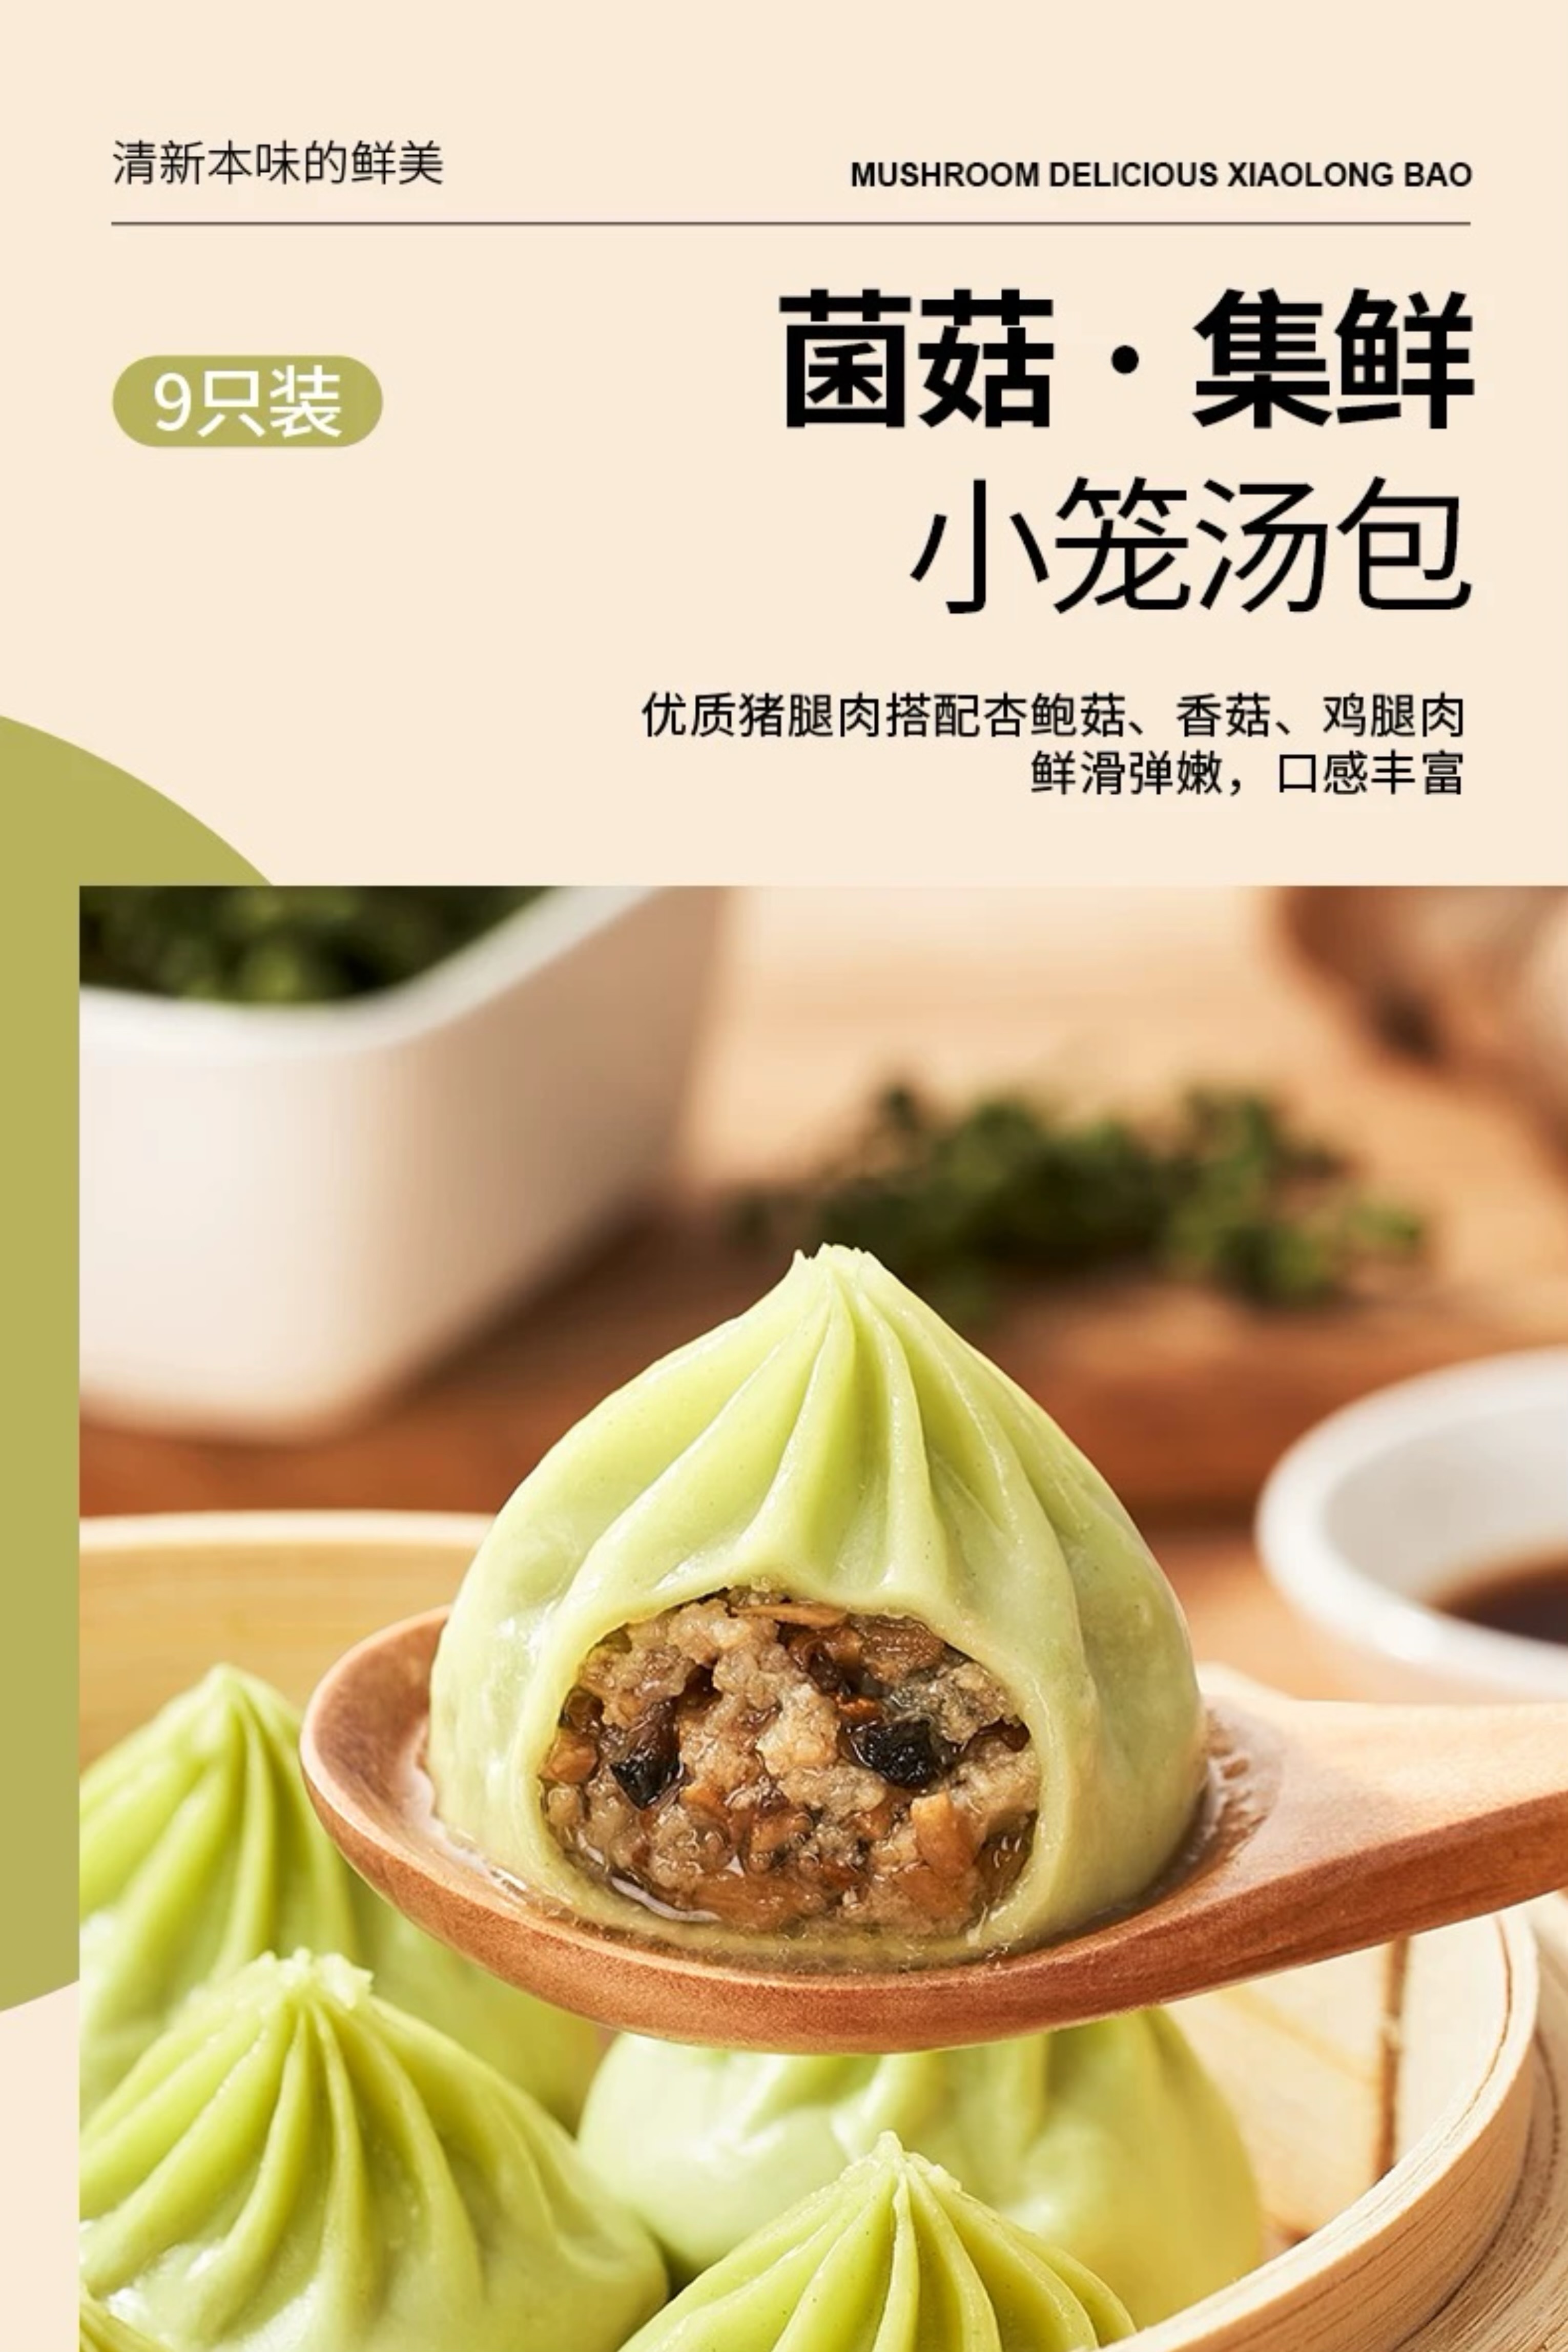 清新本味的鲜美
MUSHROOM DELICIOUS XIAOLONG BAO
菌菇·集鲜
9只装
小笼汤包
优质猪腿肉搭配杏鲍菇、香菇、鸡腿肉
鲜滑弹嫩，口感丰富